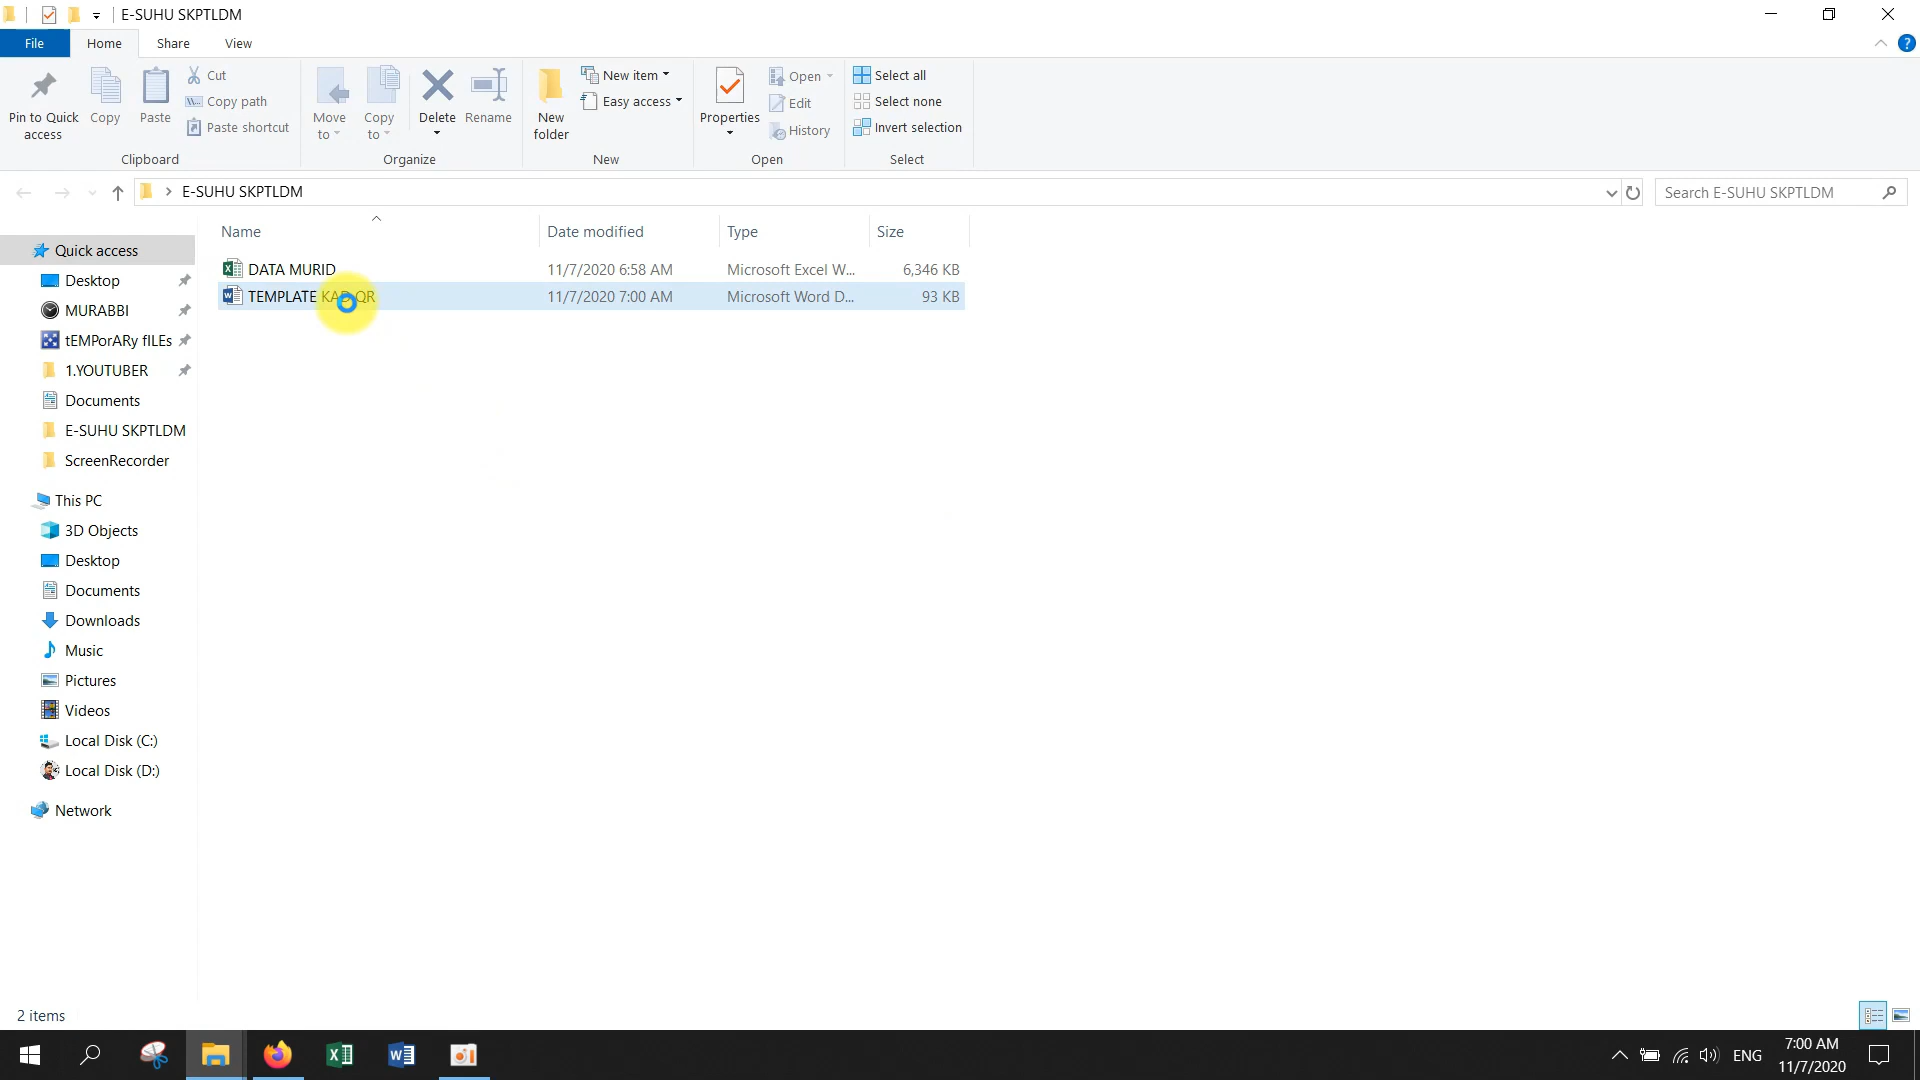 E-SUHU SKPTLDM
File Home Share View ?
Pin to Quick access
Copy
Paste
Cut
Copy path
Paste shortcut
Clipboard
Move to
Copy to
Delete
Rename
Organize
New folder
New item
Easy access
New
Properties
Open
Edit
History
Open
Select all
Select none
Invert selection
Select
E-SUHU SKPTLDM
Search E-SUHU SKPTLDM
Name Date modified Type Size
DATA MURID 11/7/2020 6:58 AM Microsoft Excel W... 6,346 KB
TEMPLATE KAD QR 11/7/2020 7:00 AM Microsoft Word D... 93 KB
Quick access
Desktop
MURABBI
tEMPorARy fILEs
1.YOUTUBER
Documents
E-SUHU SKPTLDM
ScreenRecorder
This PC
3D Objects
Desktop
Documents
Downloads
Music
Pictures
Videos
Local Disk (C:)
Local Disk (D:)
Network
2 items
ENG
7:00 AM
11/7/2020